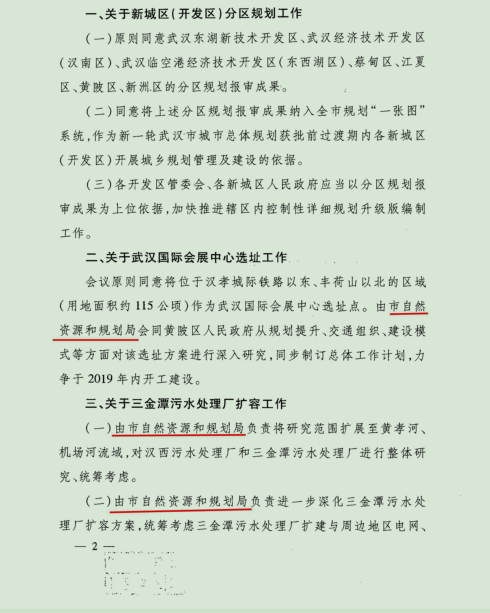 一、关于新城区(开发区)分区规划工作
(一)原则同意武汉东湖新技术开发区、武汉经济技术开发区
(汉南区)、武汉临空港经济技术开发区(东西湖区)、蔡甸区、江夏
区、黄陂区、新洲区的分区规划报审成果。
(二)同意将上述分区规划报审成果纳入全市规划“一张图”
系统,作为新一轮武汉市城市总体规划获批前过渡期内各新城区
(开发区)开展城乡规划管理及建设的依据。
(三)各开发区管委会、各新城区人民政府应当以分区规划报
审成果为上位依据,加快推进辖区内控制性详细规划升级版编制
工作。
二、关于武汉国际会展中心选址工作
会议原则同意将位于汉孝城际铁路以东、丰荷山以北的区域
(用地面积约115公顷)作为武汉国际会展中心选址点。由市自然
资源和规划局会同黄陂区人民政府从规划提升、交通组织、建设模
式等方面对该选址方案进行深入研究,同步制订总体工作计划,力
争于2019年内开工建设。
三、关于三金潭污水处理厂扩容工作
(一)由市自然资源和规划局负责将研究范围扩展至黄孝河、
机场河流域,对汉西污水处理厂和三金潭污水处理厂进行整体研
究、统筹考虑。
(二)由市自然资源和规划局负责进一步深化三金潭污水处
理厂扩容方案,统筹考虑三金潭污水处理厂扩建与周边地区电网、
— 2 —